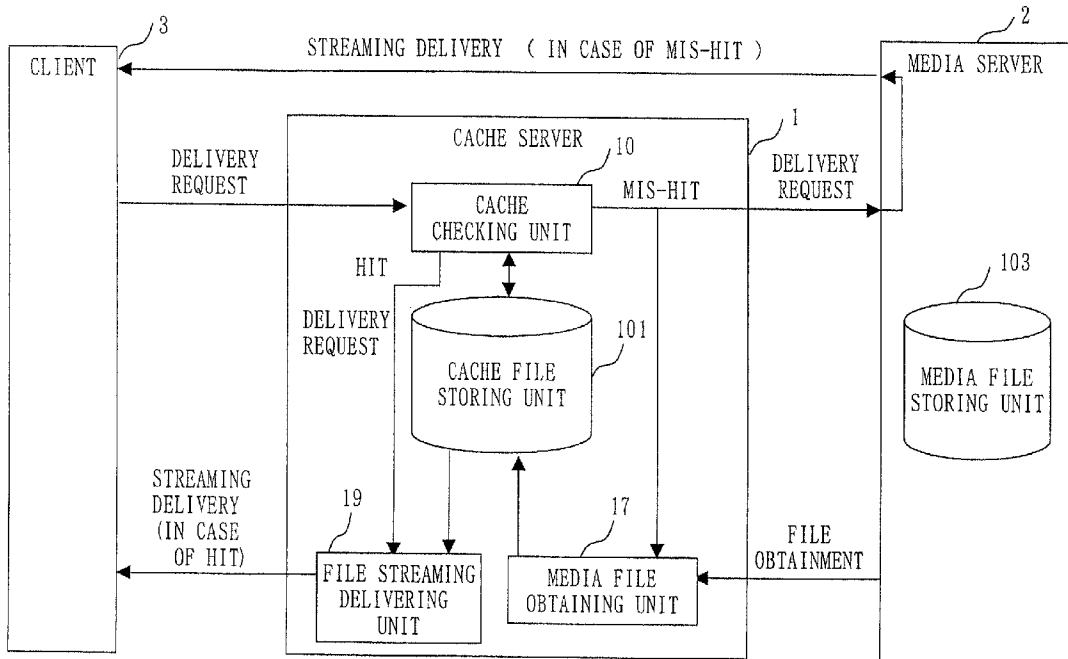 3
2
STREAMING DELIVERY ( IN CASE OF MIS-HIT )
CLIENT
MEDIA SERVER
1
CACHE SERVER
10
DELIVERY
REQUEST
MIS-HIT
DELIVERY
REQUEST
CACHE
CHECKING UNIT
HIT
103
DELIVERY
REQUEST
101
CACHE FILE
STORING UNIT
MEDIA FILE
STORING UNIT
STREAMING
DELIVERY
(IN CASE
OF HIT)
19
17
FILE
OBTAINMENT
FILE STREAMING
DELIVERING
UNIT
MEDIA FILE
OBTAINING UNIT